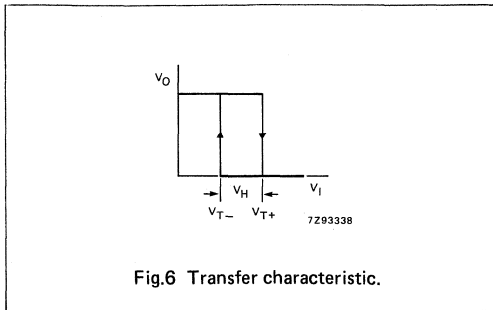 VO
VH
VI
VT−
VT+
7Z93338
Fig.6 Transfer characteristic.